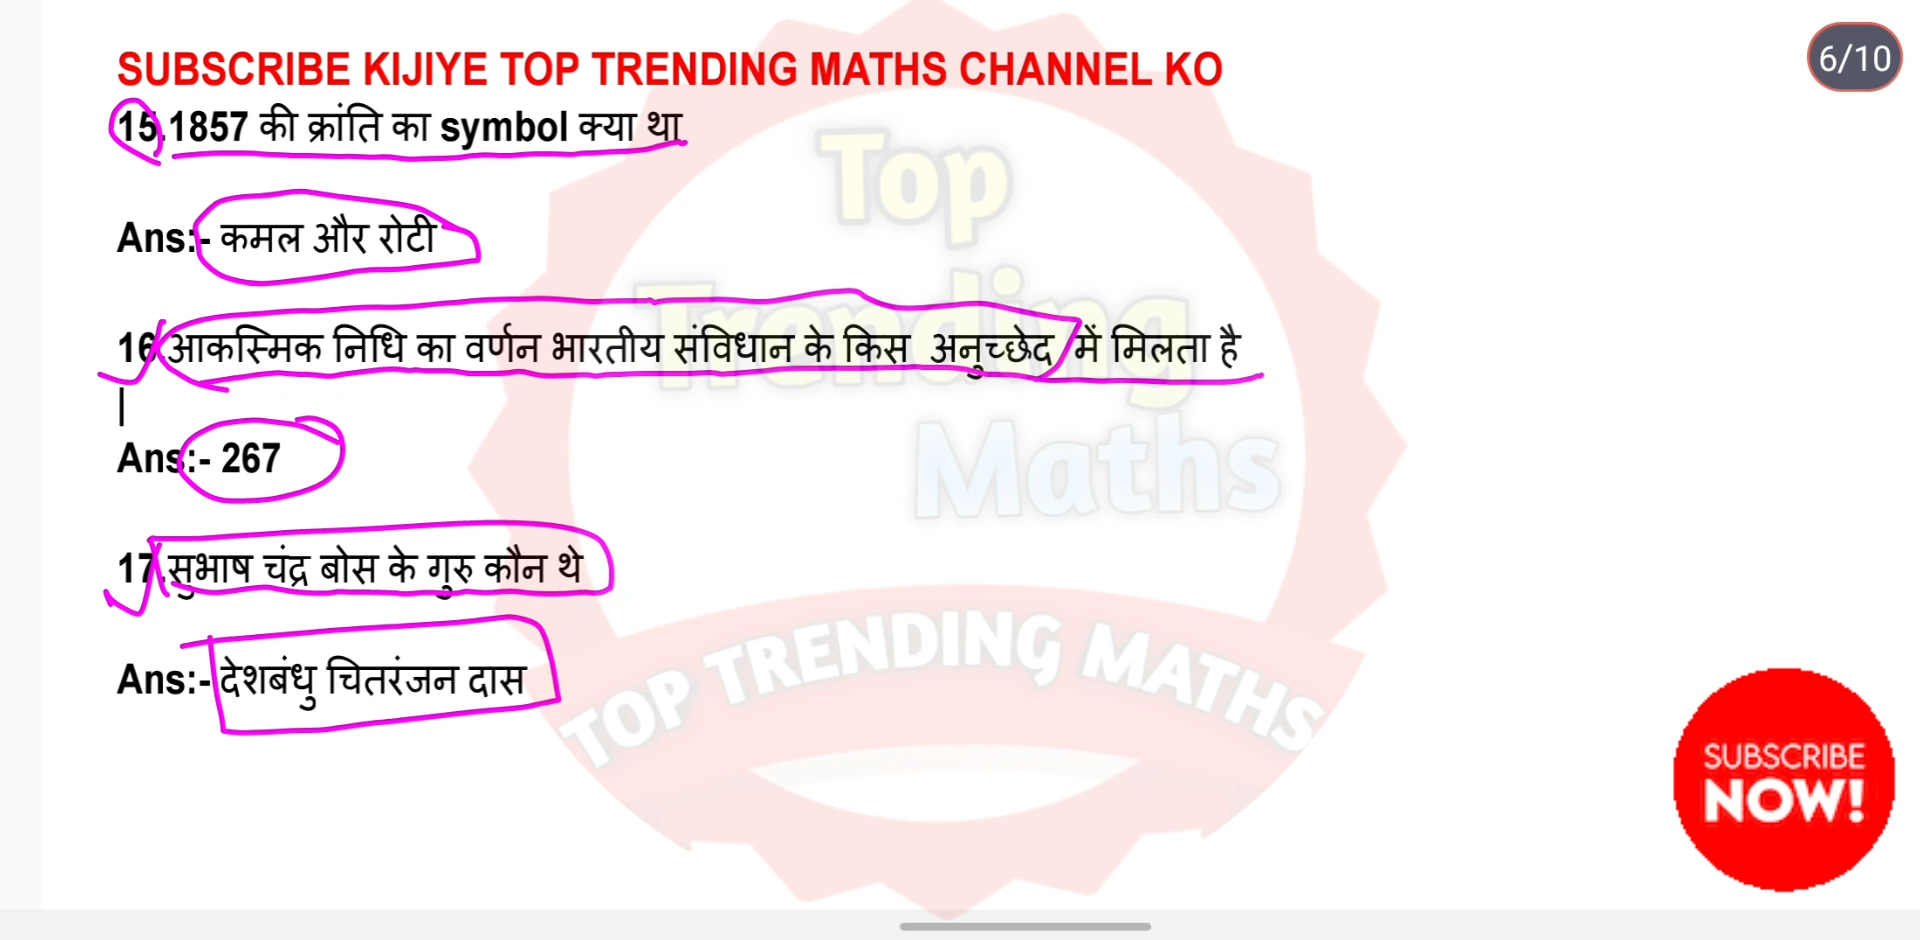 SUBSCRIBE KIJIYE TOP TRENDING MATHS CHANNEL KO
6/10
15.1857 की क्रांति का symbol क्या था
Ans:- कमल और रोटी
16.आकस्मिक निधि का वर्णन भारतीय संविधान के किस अनुच्छेद में मिलता है
Ans:- 267
17.सुभाष चंद्र बोस के गुरु कौन थे
Ans:- देशबंधु चितरंजन दास
Top
Trending
Maths
TOP TRENDING MATHS
SUBSCRIBE
NOW!